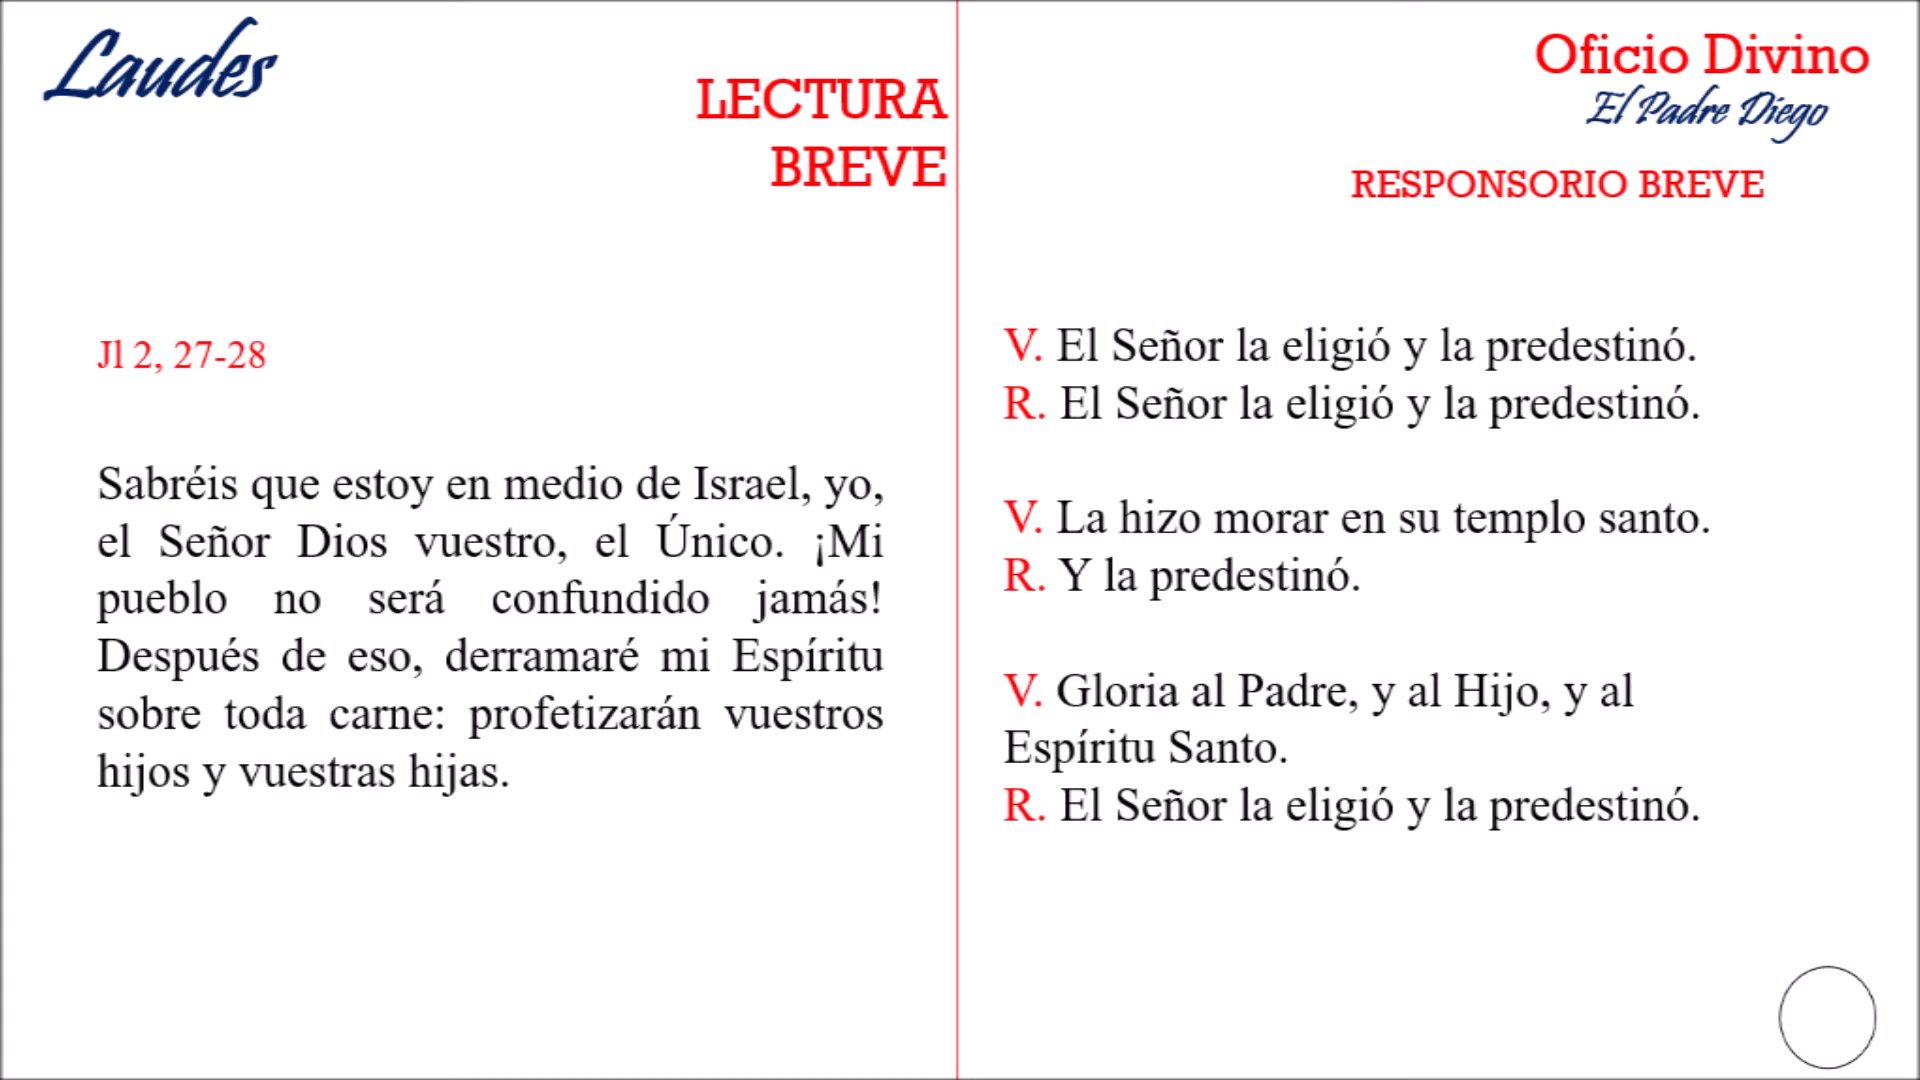 Laudes
LECTURA
BREVE
Jl 2, 27-28
Sabréis que estoy en medio de Israel, yo,
el Señor Dios vuestro, el Único. ¡Mi
pueblo no será confundido jamás!
Después de eso, derramaré mi Espíritu
sobre toda carne: profetizarán vuestros
hijos y vuestras hijas.
Oficio Divino
El Padre Diego
RESPONSORIO BREVE
V. El Señor la eligió y la predestinó.
R. El Señor la eligió y la predestinó.
V. La hizo morar en su templo santo.
R. Y la predestinó.
V. Gloria al Padre, y al Hijo, y al
Espíritu Santo.
R. El Señor la eligió y la predestinó.